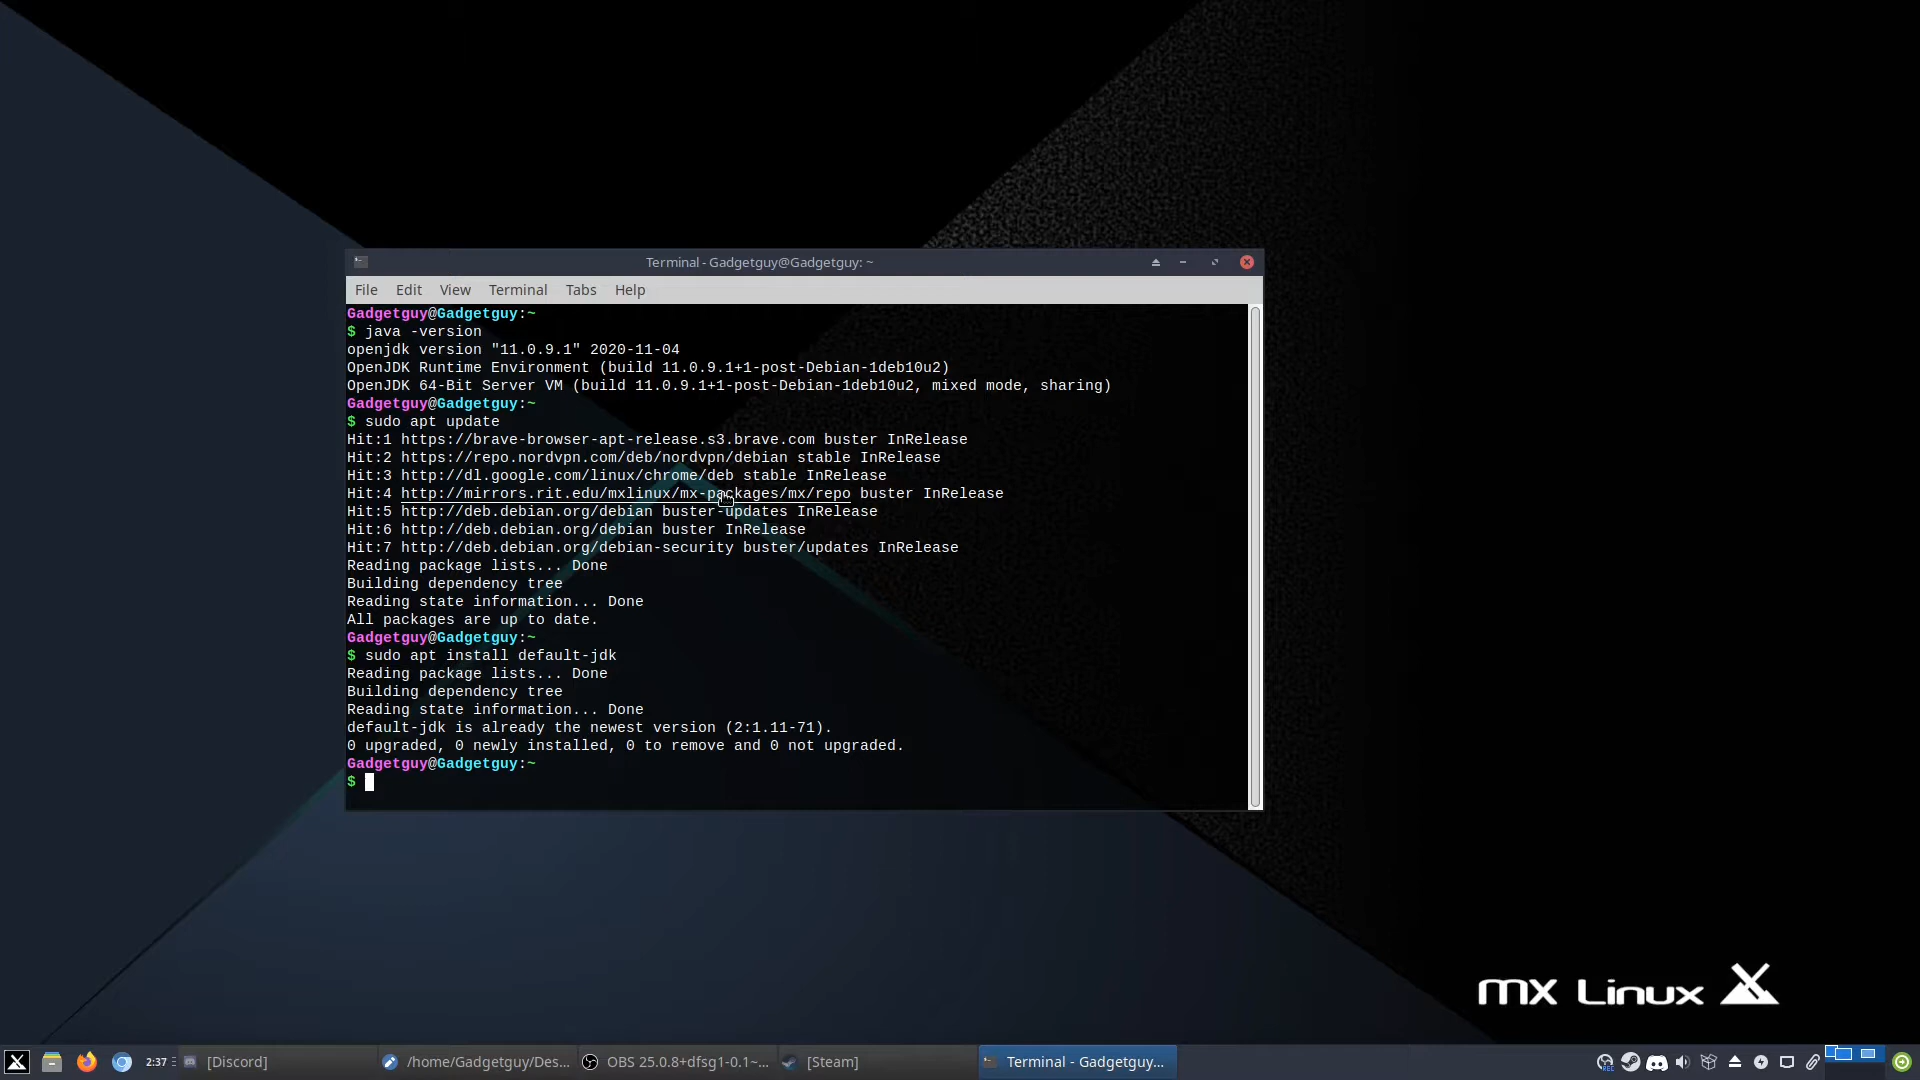 Terminal - Gadgetguy@Gadgetguy: ~
File Edit View Terminal Tabs Help
Gadgetguy@Gadgetguy:~
$ java -version
openjdk version "11.0.9.1" 2020-11-04
OpenJDK Runtime Environment (build 11.0.9.1+1-post-Debian-1deb10u2)
OpenJDK 64-Bit Server VM (build 11.0.9.1+1-post-Debian-1deb10u2, mixed mode, sharing)
Gadgetguy@Gadgetguy:~
$ sudo apt update
Hit:1 https://brave-browser-apt-release.s3.brave.com buster InRelease
Hit:2 https://repo.nordvpn.com/deb/nordvpn/debian stable InRelease
Hit:3 http://dl.google.com/linux/chrome/deb stable InRelease
Hit:4 http://mirrors.rit.edu/mxlinux/mx-packages/mx/repo buster InRelease
Hit:5 http://deb.debian.org/debian buster-updates InRelease
Hit:6 http://deb.debian.org/debian buster InRelease
Hit:7 http://deb.debian.org/debian-security buster/updates InRelease
Reading package lists... Done
Building dependency tree
Reading state information... Done
All packages are up to date.
Gadgetguy@Gadgetguy:~
$ sudo apt install default-jdk
Reading package lists... Done
Building dependency tree
Reading state information... Done
default-jdk is already the newest version (2:1.11-71).
0 upgraded, 0 newly installed, 0 to remove and 0 not upgraded.
Gadgetguy@Gadgetguy:~
$
mx Linux
2:37 [Discord] /home/Gadgetguy/Des... OBS 25.0.8+dfsg1-0.1~... [Steam] Terminal - Gadgetguy... REC